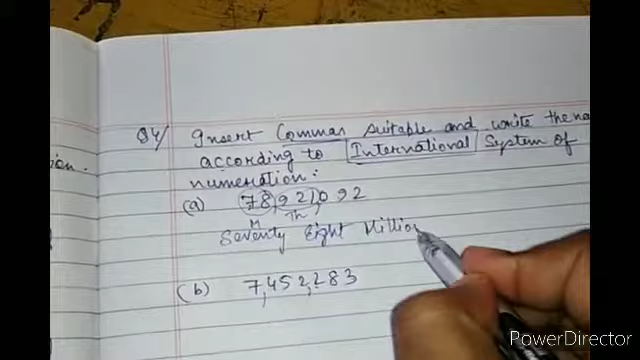 ion.
Q4/ Insert Commas suitable and write the na
according to International System of
numeration:
(a) 78,921,092
M Th
Seventy Eight Million
(b) 7,452,283
PowerDirector